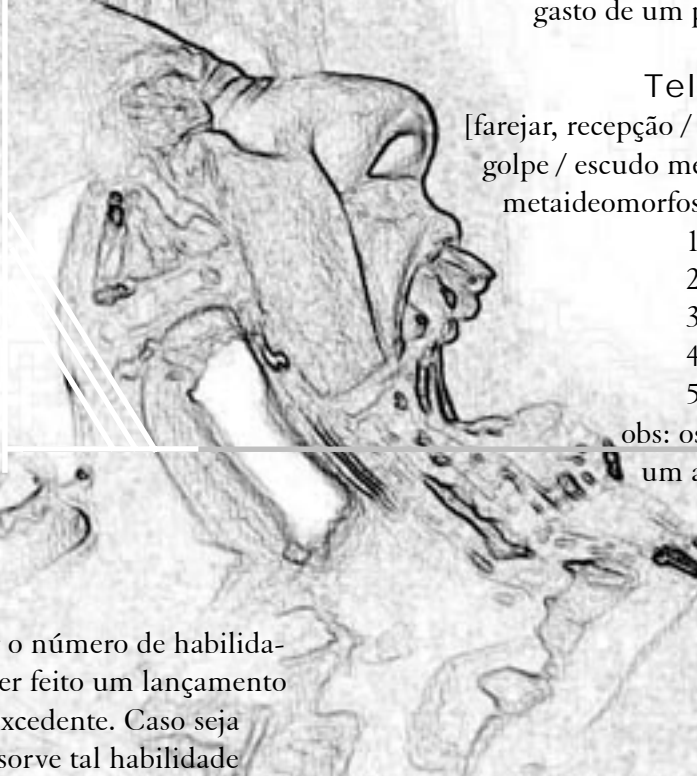 gasto de um
Tel
[farejar, recepção /
golpe / escudo
metaideomorfos
1
2
3
4
5
obs: os
um a
o número de habilida-
er feito um lançamento
xcedente. Caso seja
sorve tal habilidade